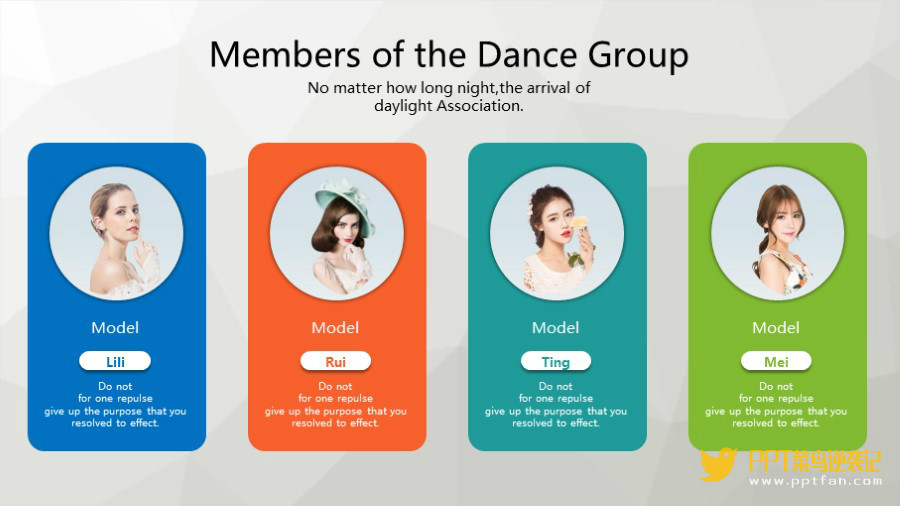 Members of the Dance Group
No matter how long night,the arrival of
daylight Association.
Model
Lili
Do not
for one repulse
give up the purpose that you
resolved to effect.
Model
Rui
Do not
for one repulse
give up the purpose that you
resolved to effect.
Model
Ting
Do not
for one repulse
give up the purpose that you
resolved to effect.
Model
Mei
Do not
for one repulse
give up the purpose that you
resolved to effect.
PPT菜鸟逆袭记
www.pptfan.com